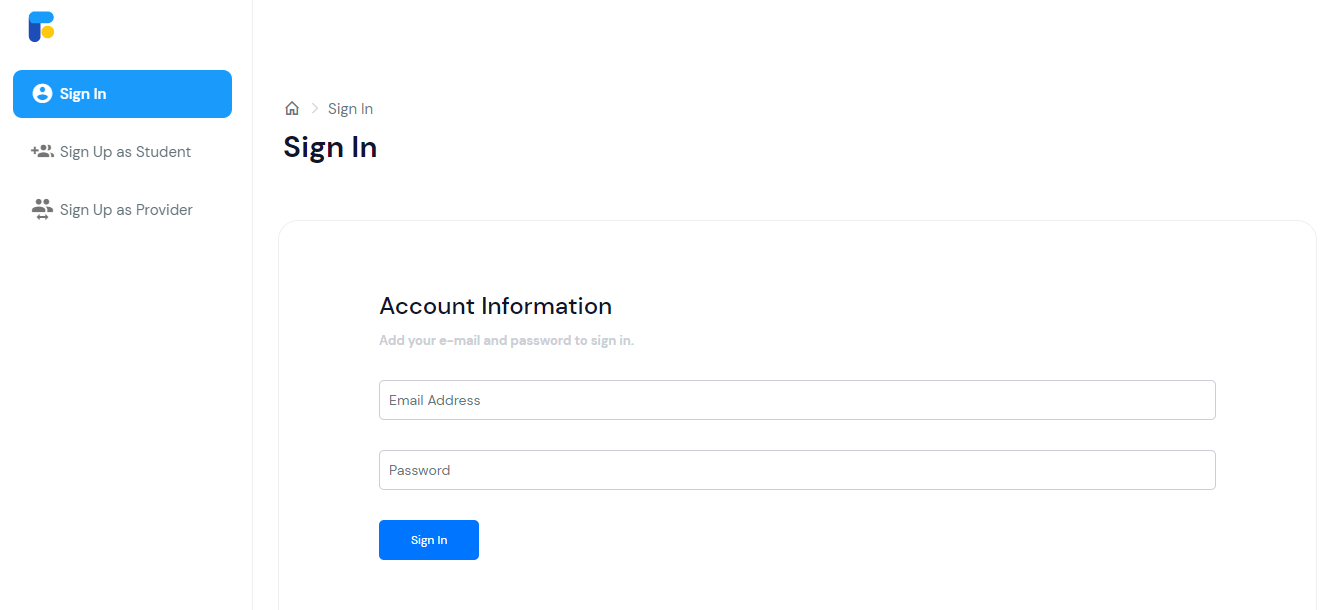 Sign In
Sign Up as Student
Sign Up as Provider
Sign In
Sign In
Account Information
Add your e-mail and password to sign in.
Email Address
Password
Sign In